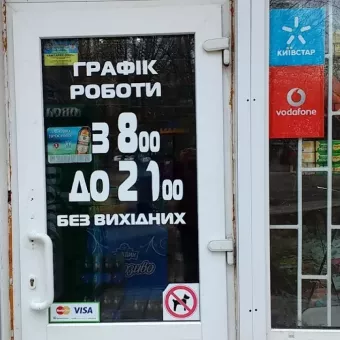 ГРАФІК
РОБОТИ
З 8 00
ДО 21 00
БЕЗ ВИХІДНИХ
VISA
КИЇВСТАР
vodafone